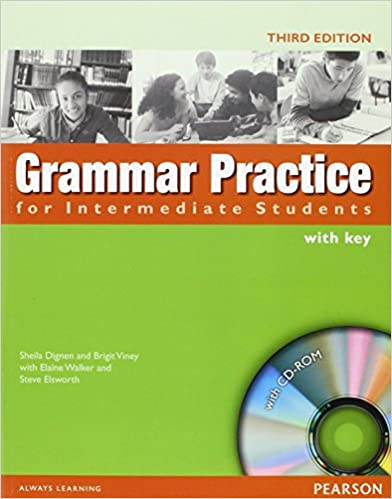 THIRD EDITION
Grammar Practice
for Intermediate Students
with key
Sheila Dignen and Brigit Viney
with Elaine Walker and
Steve Elsworth
with CD-ROM
ALWAYS LEARNING
PEARSON